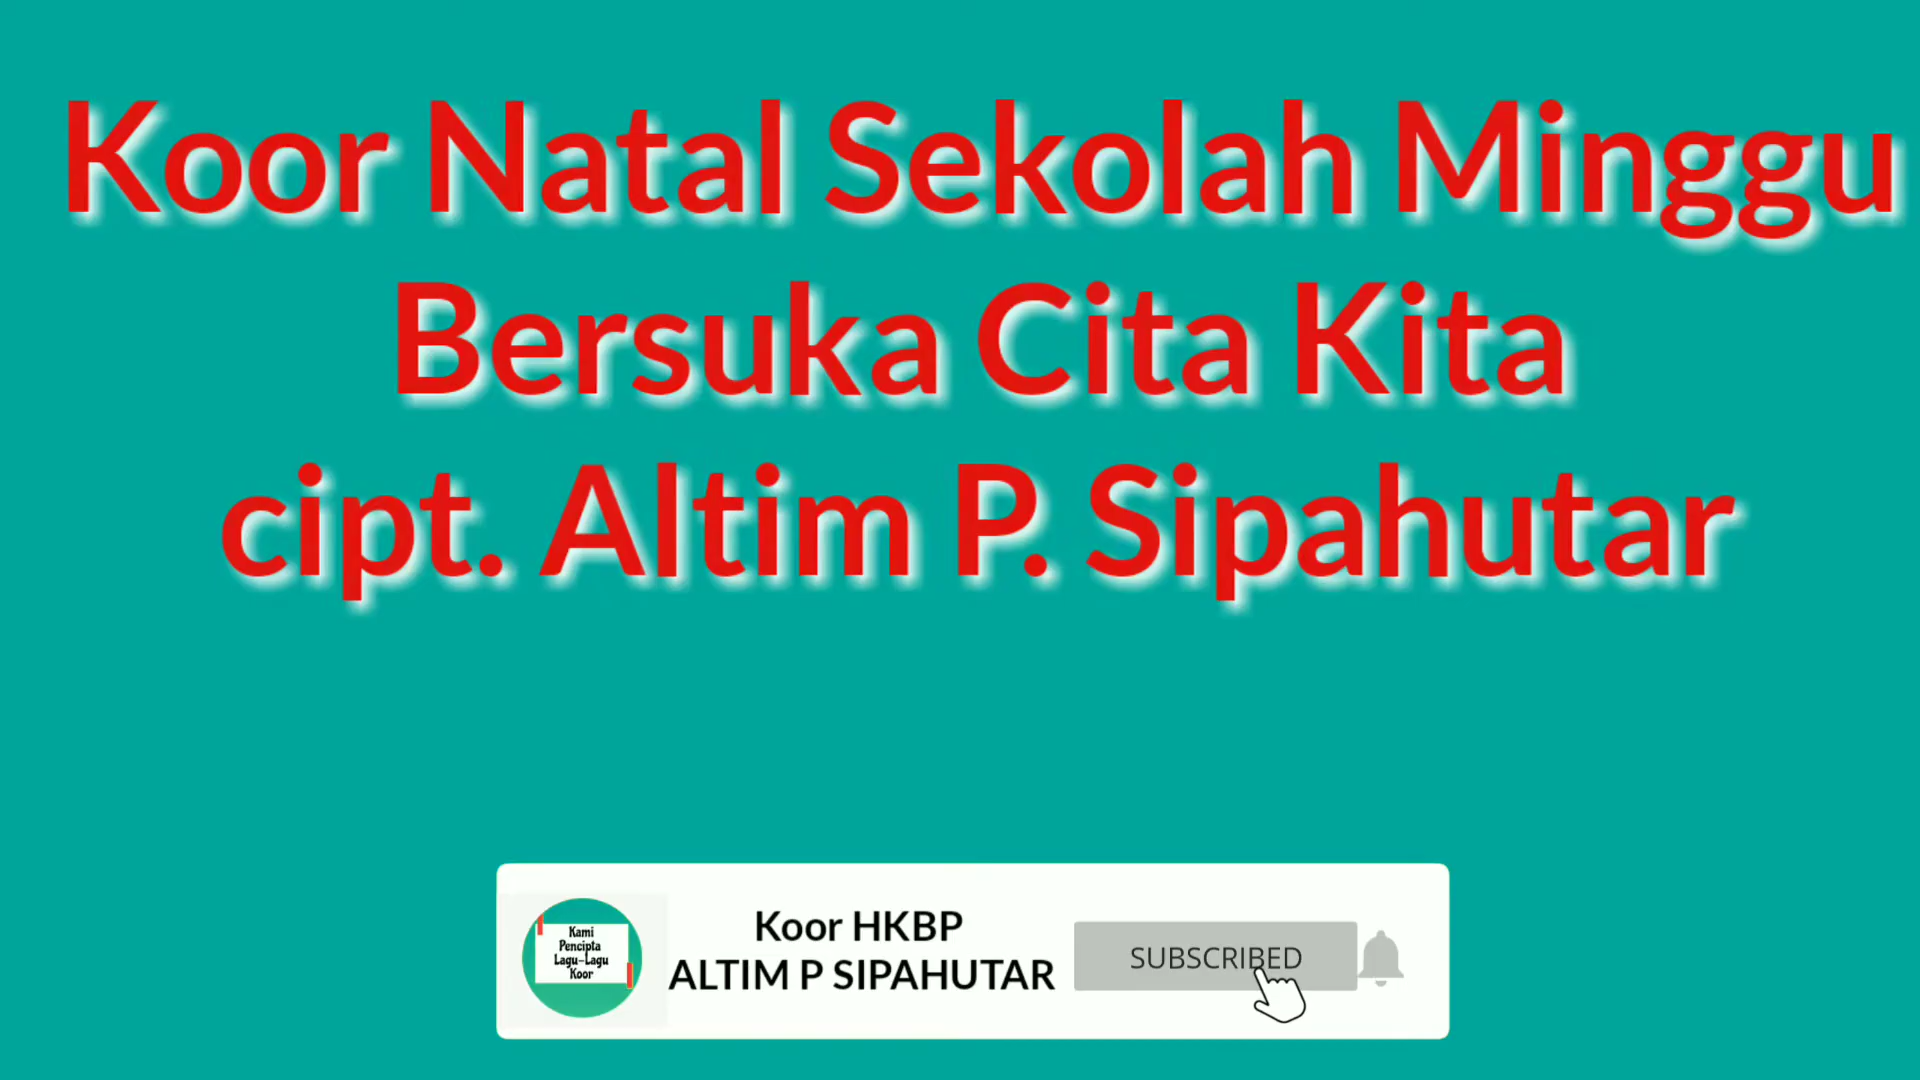 Koor Natal Sekolah Minggu
Bersuka Cita Kita
cipt. Altim P. Sipahutar
Kami
Pencipta
Lagu-Lagu
Koor
Koor HKBP
ALTIM P SIPAHUTAR
SUBSCRIBED